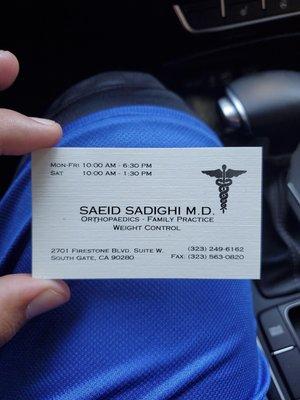 MON-FRI 10:00 AM - 6:30 PM
SAT 10:00 AM - 1:30 PM
SAEID SADIGHI M.D.
ORTHOPAEDICS - FAMILY PRACTICE
WEIGHT CONTROL
2701 FIRESTONE BLVD. SUITE W.
SOUTH GATE, CA 90280
(323) 249-6162
FAX: (323) 563-0820